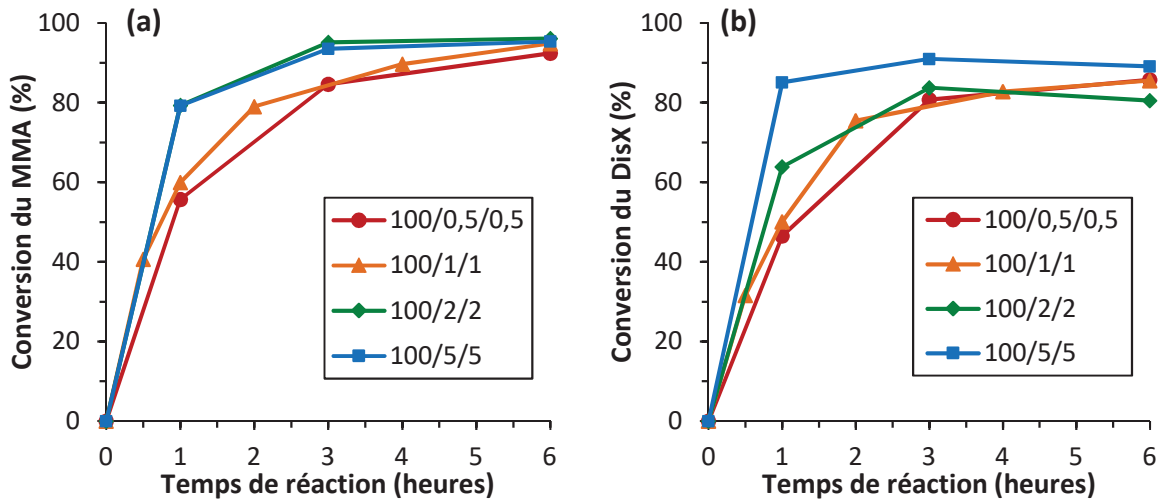 (a)
Conversion du MMA (%)
100
80
60
40
20
0
0 1 2 3 4 5 6
Temps de réaction (heures)
100/0,5/0,5
100/1/1
100/2/2
100/5/5
(b)
Conversion du DisX (%)
100
80
60
40
20
0
0 1 2 3 4 5 6
Temps de réaction (heures)
100/0,5/0,5
100/1/1
100/2/2
100/5/5